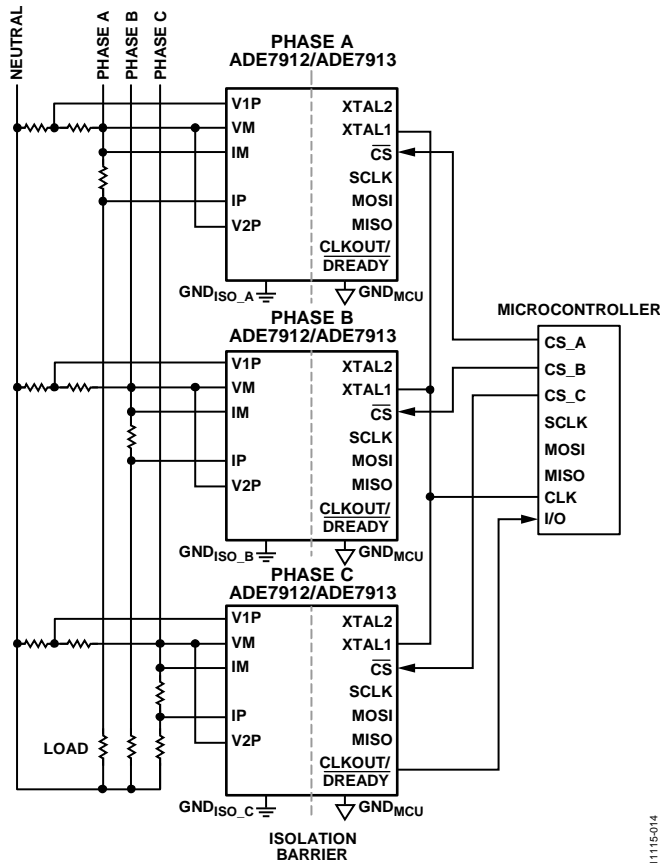 NEUTRAL
PHASE A
PHASE B
PHASE C
PHASE A
ADE7912/ADE7913
V1P
VM
IM
IP
V2P
XTAL2
XTAL1
CS
SCLK
MOSI
MISO
CLKOUT/
DREADY
GNDISO_A
GNDMCU
PHASE B
ADE7912/ADE7913
V1P
VM
IM
IP
V2P
XTAL2
XTAL1
CS
SCLK
MOSI
MISO
CLKOUT/
DREADY
GNDISO_B
GNDMCU
PHASE C
ADE7912/ADE7913
V1P
VM
IM
IP
V2P
XTAL2
XTAL1
CS
SCLK
MOSI
MISO
CLKOUT/
DREADY
GNDISO_C
GNDMCU
LOAD
ISOLATION
BARRIER
MICROCONTROLLER
CS_A
CS_B
CS_C
SCLK
MOSI
MISO
CLK
I/O